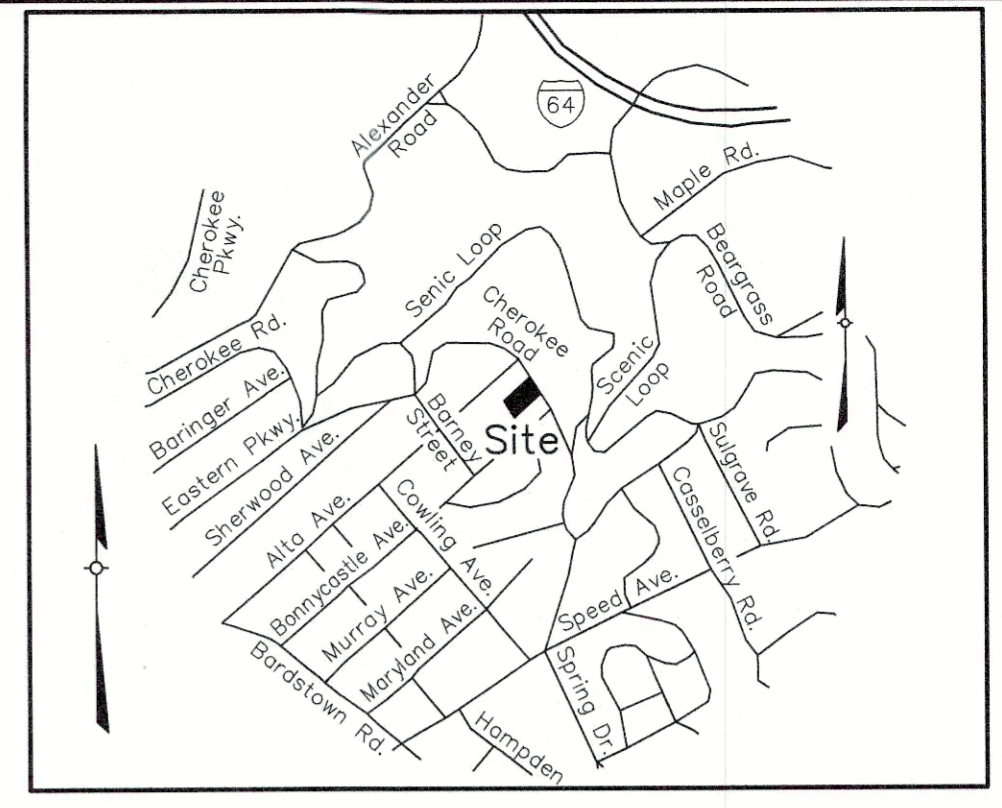 64
Alexander
Road
Maple Rd.
Cherokee
Pkwy.
Senic Loop
Beargrass
Road
Cherokee
Road
Cherokee Rd.
Scenic
Loop
Baringer Ave.
Barney
Street
Site
Eastern Pkwy.
Sherwood Ave.
Sulgrave Rd.
Casselberry Rd.
Alta Ave.
Cowling Ave.
Bonnycastle Ave.
Murray Ave.
Maryland Ave.
Speed Ave.
Bardstown Rd.
Spring Dr.
Hampden